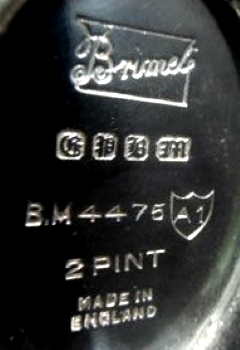 Brimet
E P B M
B.M 4475 A1
2 PINT
MADE IN
ENGLAND